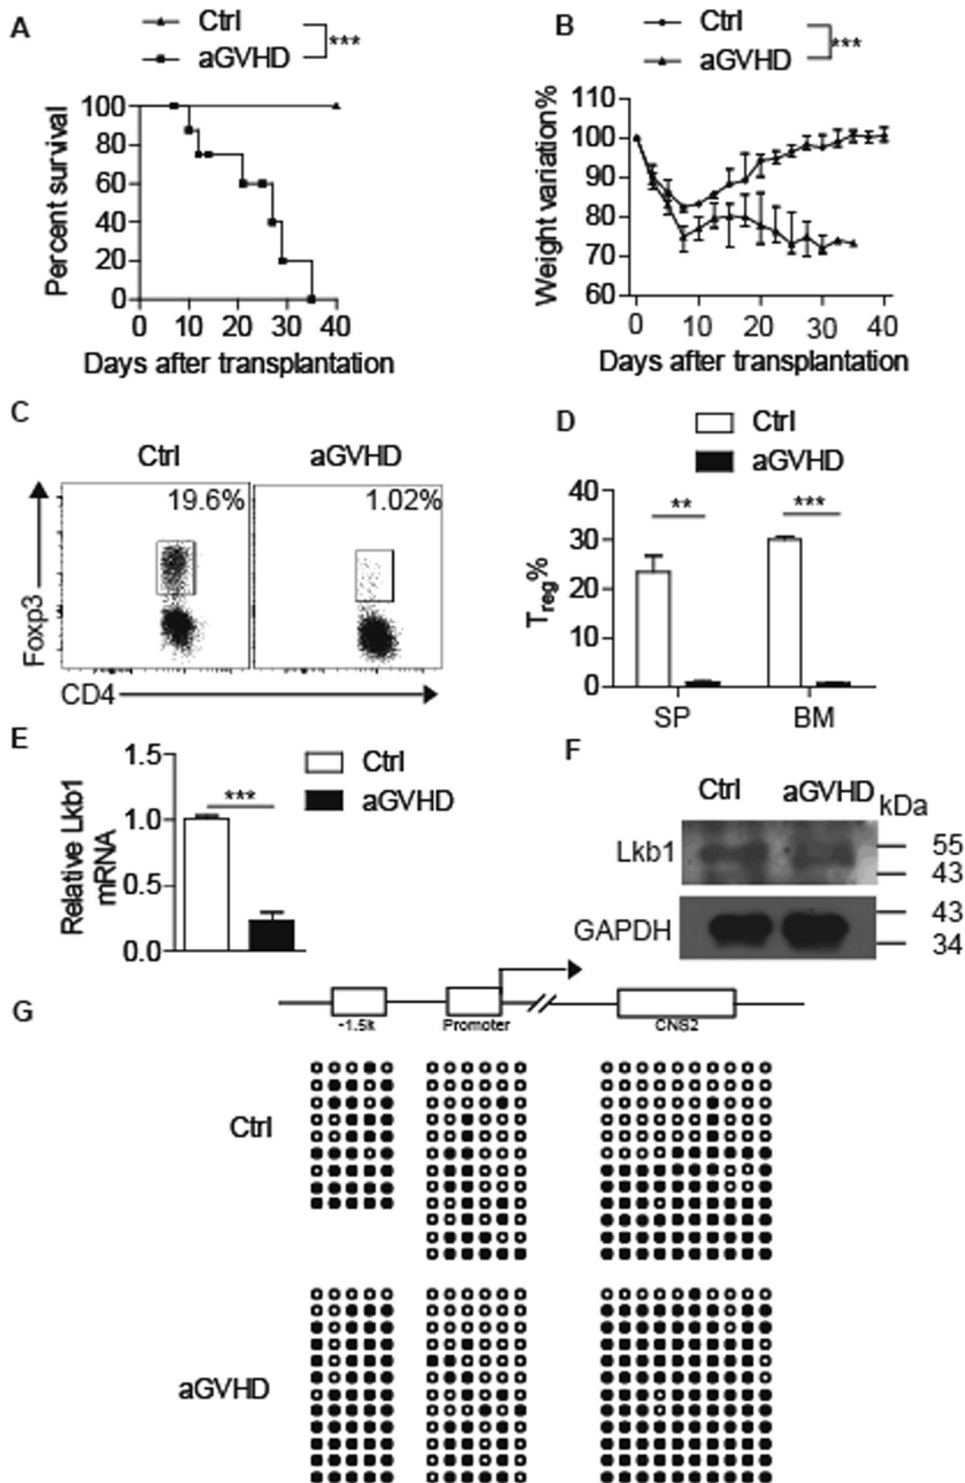 A
Ctrl
aGVHD
***
Percent survival
100
80
60
40
20
0
0 10 20 30 40
Days after transplantation
B
Ctrl
aGVHD
***
Weight variation%
110
100
90
80
70
60
0 10 20 30 40
Days after transplantation
C
Ctrl aGVHD
19.6% 1.02%
Foxp3
CD4
D
Ctrl
aGVHD
Treg%
40
30
20
10
0
** ***
SP BM
E
Ctrl
aGVHD
Relative Lkb1
mRNA
1.5
1.0
0.5
0.0
***
F
Ctrl aGVHD kDa
Lkb1 55
43
GAPDH 43
34
G
-1.5k Promoter CNS2
Ctrl
aGVHD